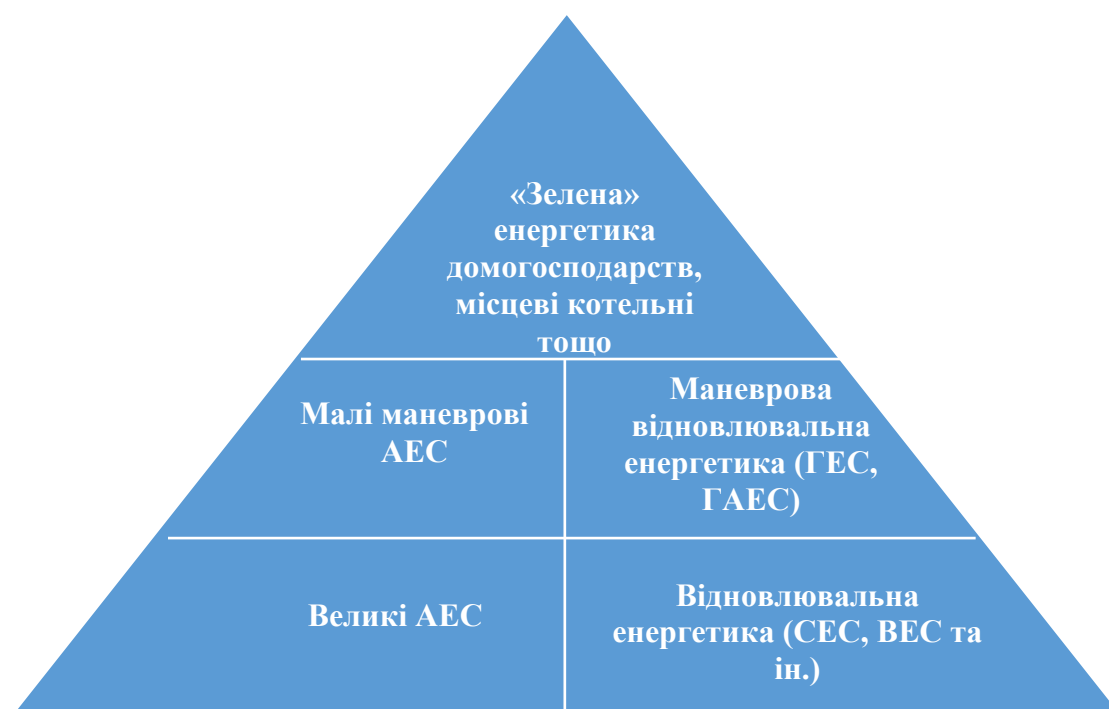 «Зелена»
енергетика
домогосподарств,
місцеві котельні
тощо
Малі маневрові
АЕС
Маневрова
відновлювальна
енергетика (ГЕС,
ГАЕС)
Великі АЕС
Відновлювальна
енергетика (СЕС, ВЕС та
ін.)